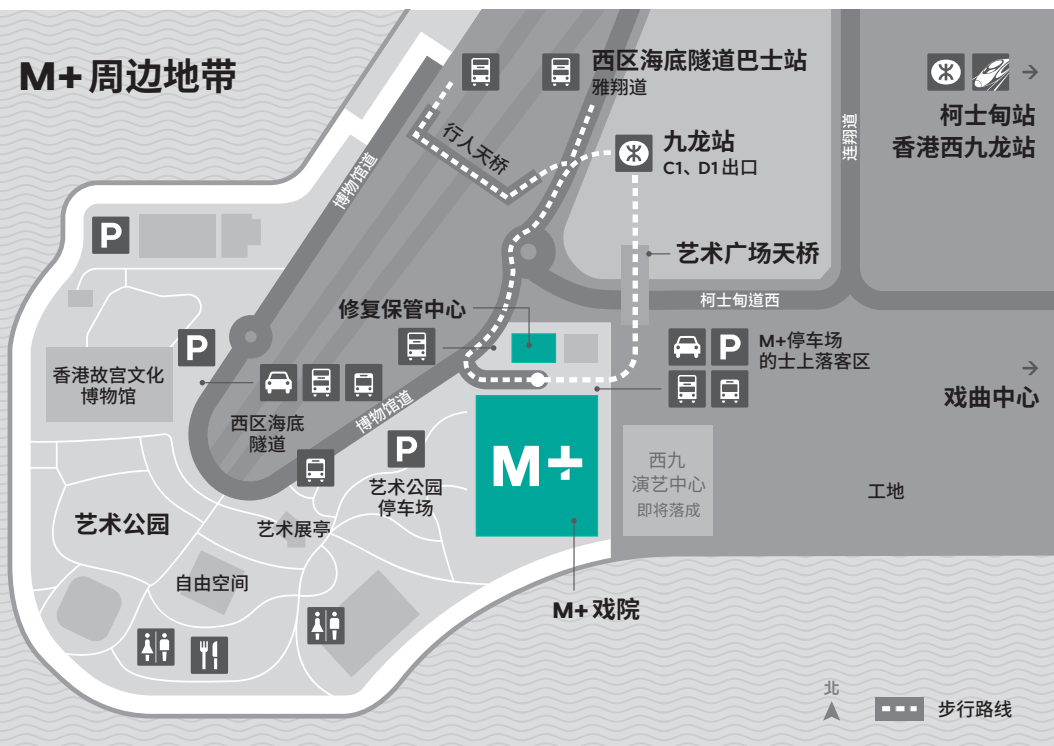 M+ 周边地带
西区海底隧道巴士站
雅翔道
柯士甸站
香港西九龙站
行人天桥
九龙站
C1、D1 出口
连翔道
博物馆道
P
艺术广场天桥
柯士甸道西
修复保管中心
P
P
M+停车场
的士上落客区
香港故宫文化
博物馆
戏曲中心
西区海底
隧道
博物馆道
P
M+
艺术公园
停车场
西九
演艺中心
即将落成
工地
艺术公园
艺术展亭
自由空间
M+ 戏院
北
步行路线